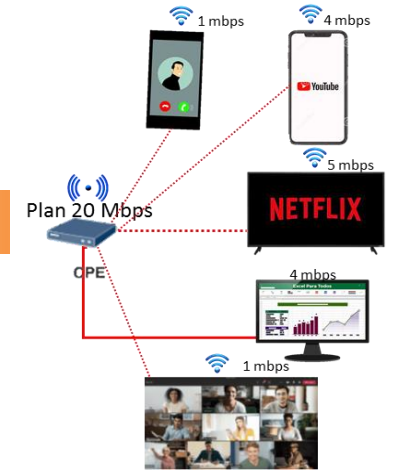 1 mbps
4 mbps
YouTube
5 mbps
Plan 20 Mbps
NETFLIX
CPE
4 mbps
Excel Para Todos
1 mbps